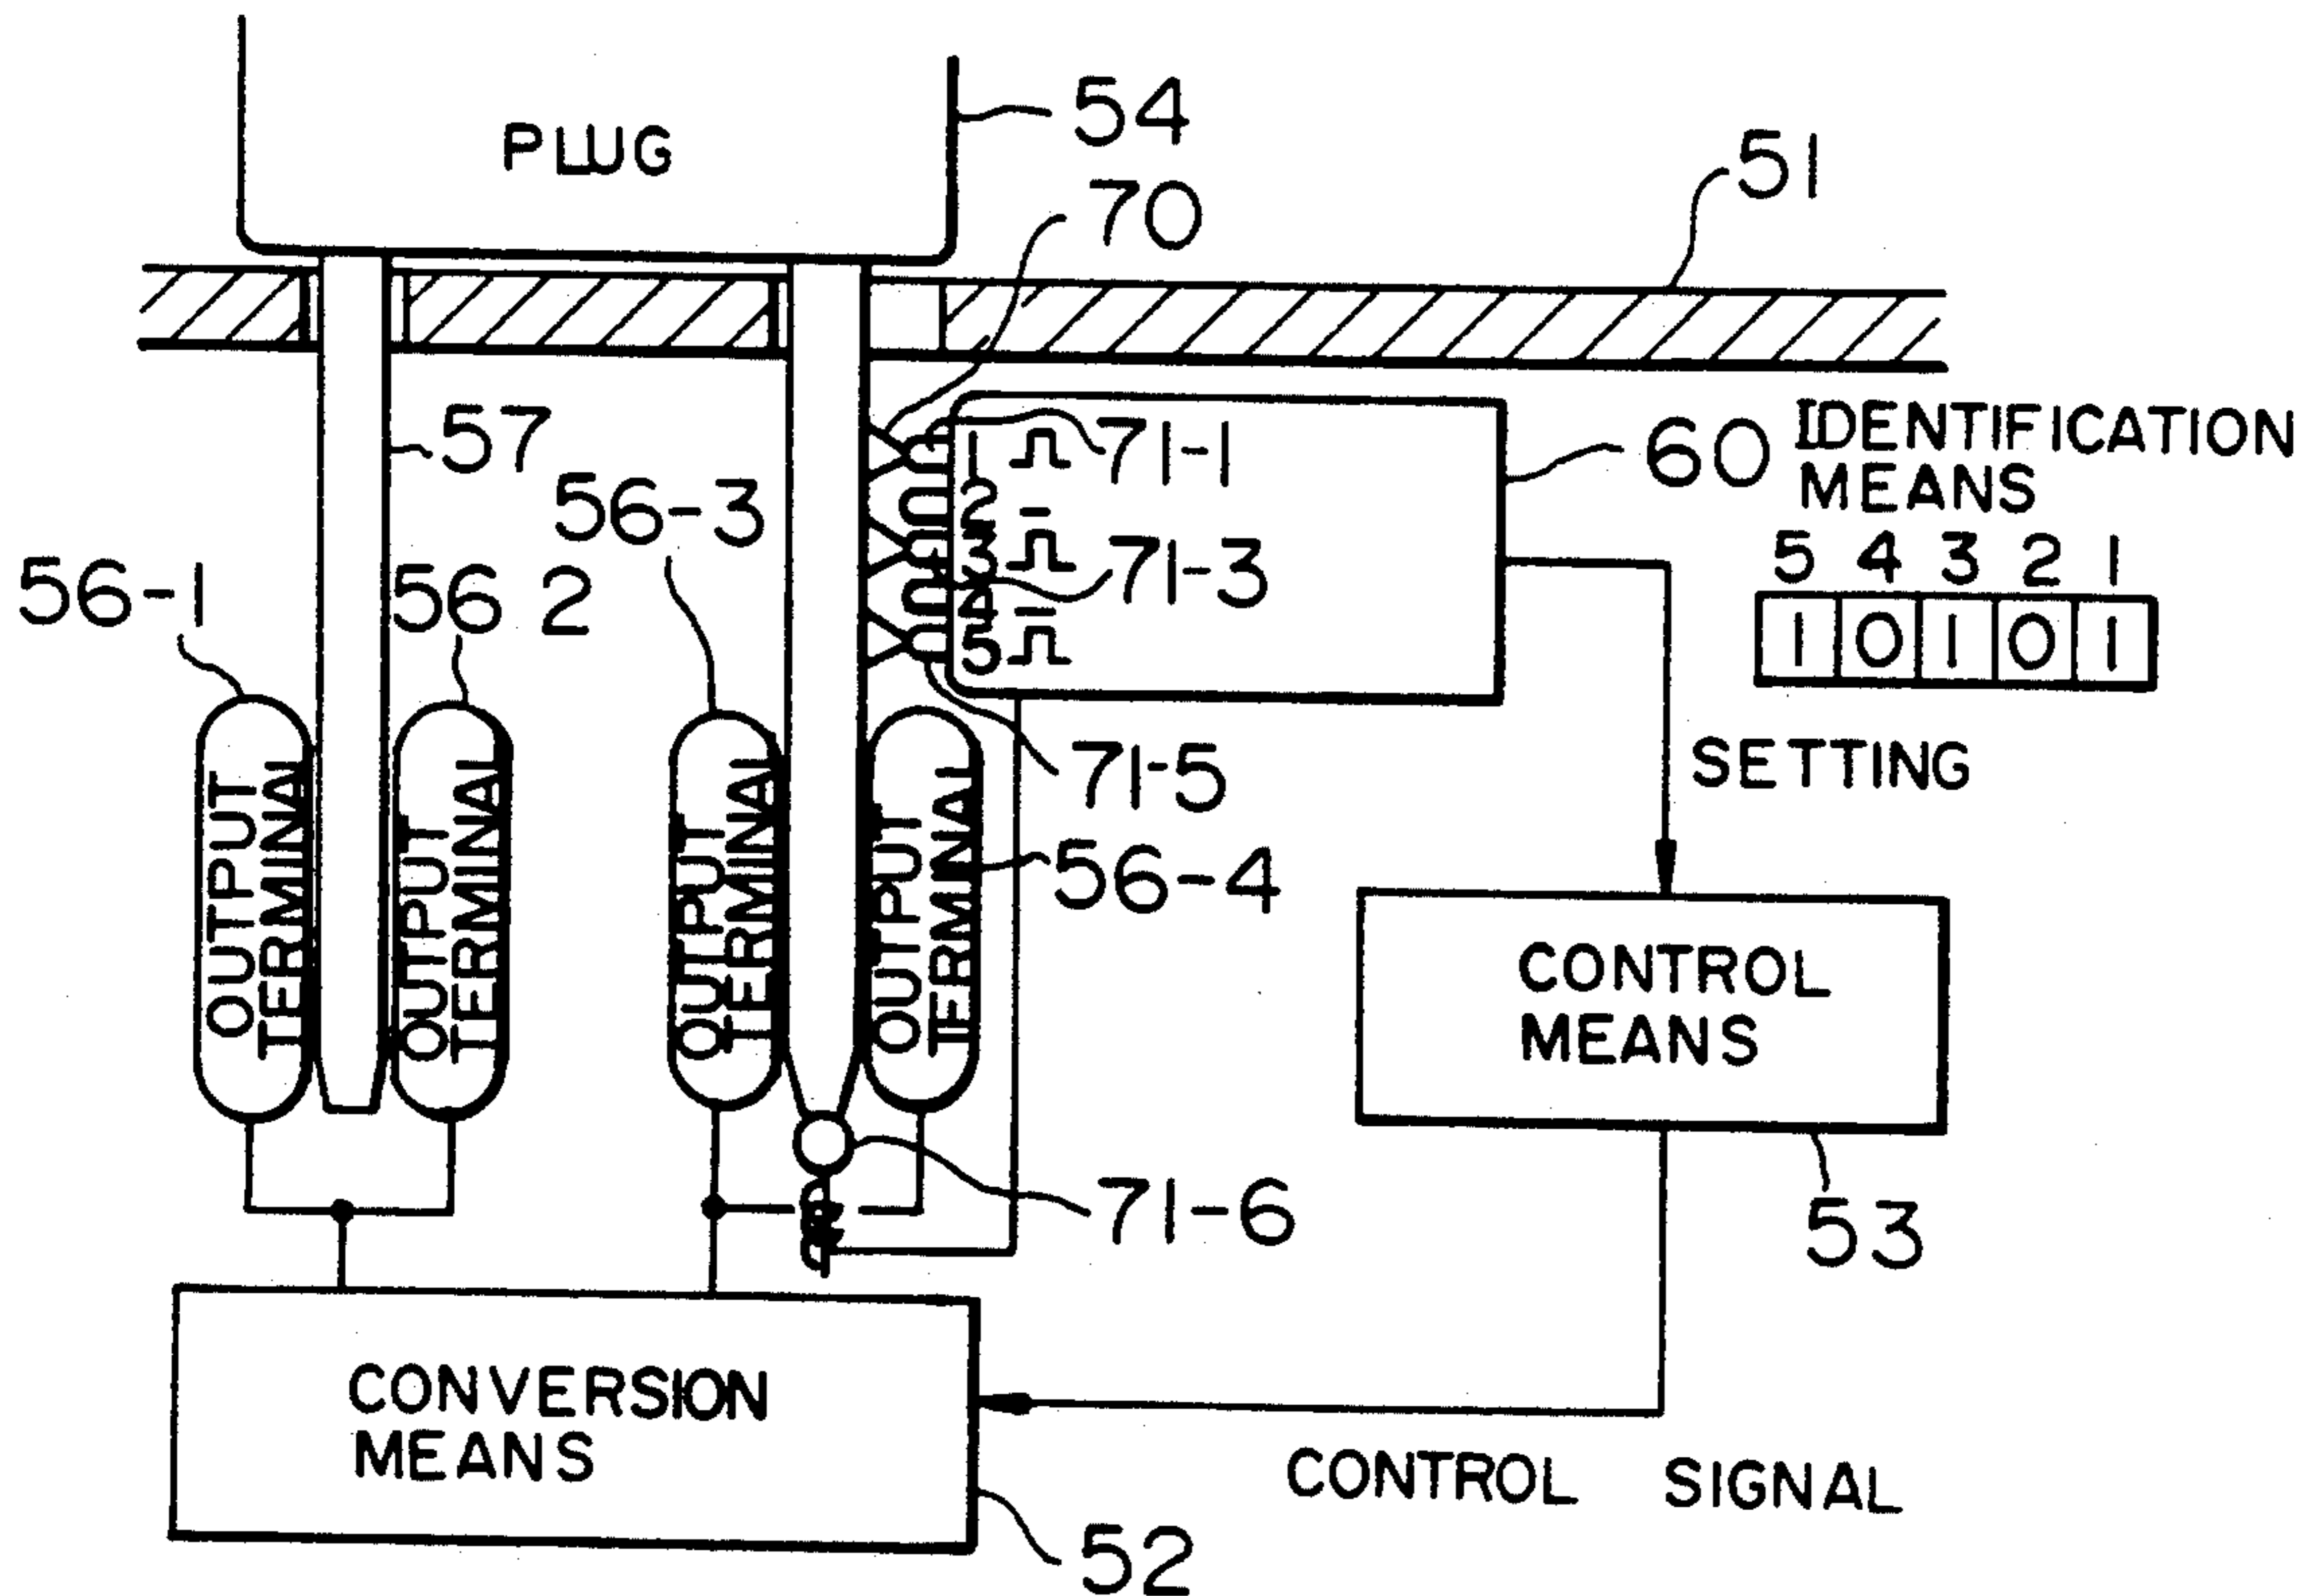 PLUG
54
70
51
57
56-3
56-1
56 2
1
2
3
4
5
71-1
71-3
71-5
60
IDENTIFICATION
MEANS
5 4 3 2 1
1 0 1 0 1
SETTING
OUTPUT
TERMINAL
OUTPUT
TERMINAL
OUTPUT
TERMINAL
OUTPUT
TERMINAL
56-4
CONTROL
MEANS
53
71-6
CONVERSION
MEANS
CONTROL SIGNAL
52